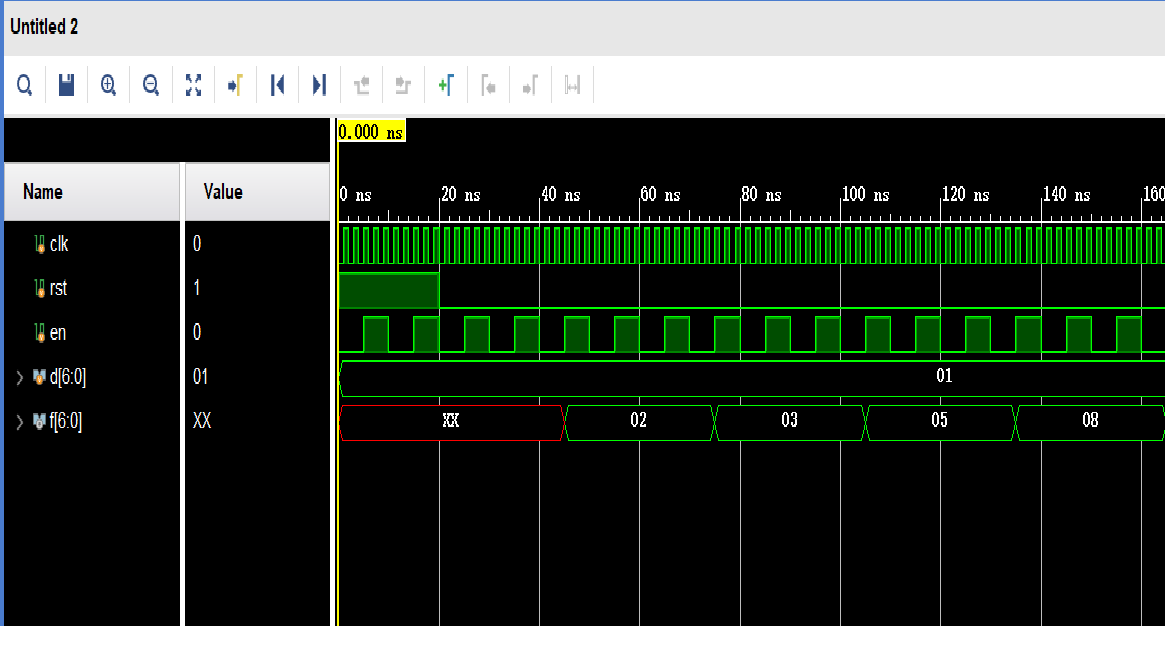 Untitled 2
0.000 ns
Name
Value
0 ns
20 ns
40 ns
60 ns
80 ns
100 ns
120 ns
140 ns
160
clk
0
rst
1
en
0
d[6:0]
01
01
f[6:0]
XX
XX
02
03
05
08